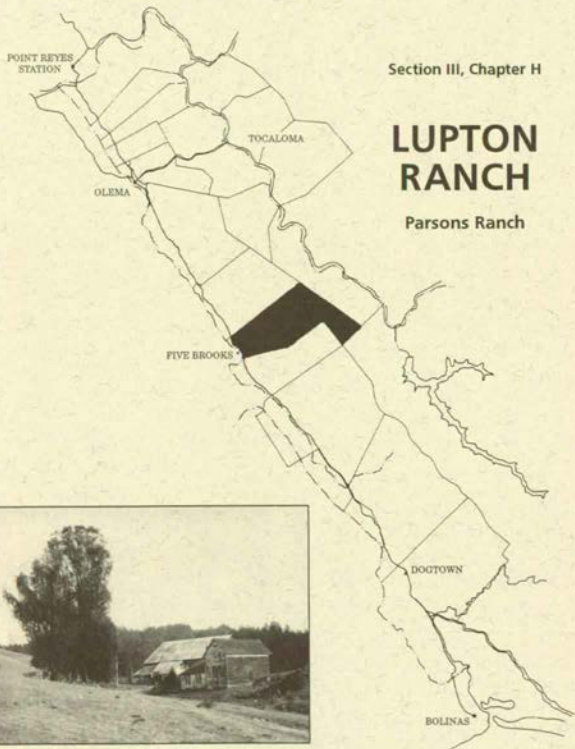 POINT REYES
STATION
Section III, Chapter H
LUPTON
RANCH
TOCALOMA
Parsons Ranch
OLEMA
FIVE BROOKS
DOGTOWN
BOLINAS